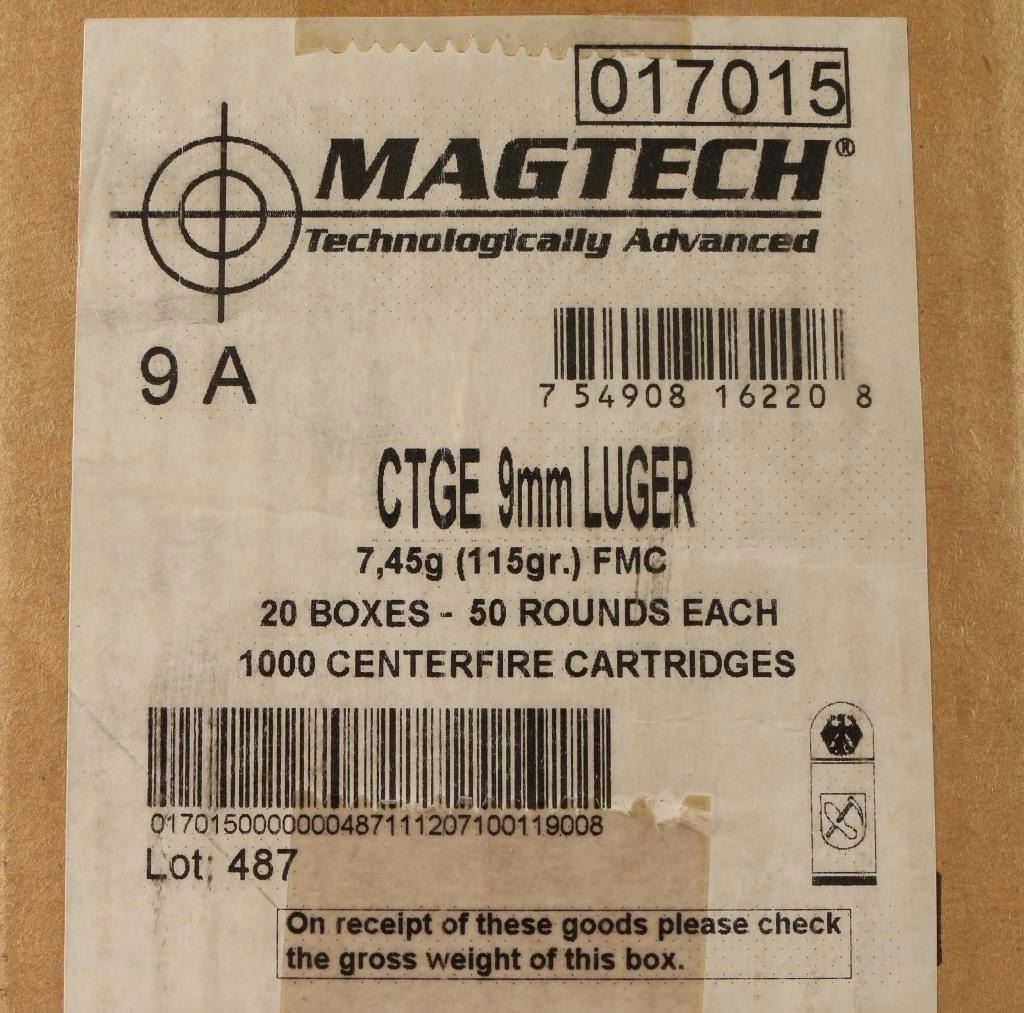 017015
MAGTECH®
Technologically Advanced
9 A
7 54908 16220 8
CTGE 9mm LUGER
7,45g (115gr.) FMC
20 BOXES - 50 ROUNDS EACH
1000 CENTERFIRE CARTRIDGES
0170150000000487111207100119008
Lot: 487
On receipt of these goods please check
the gross weight of this box.